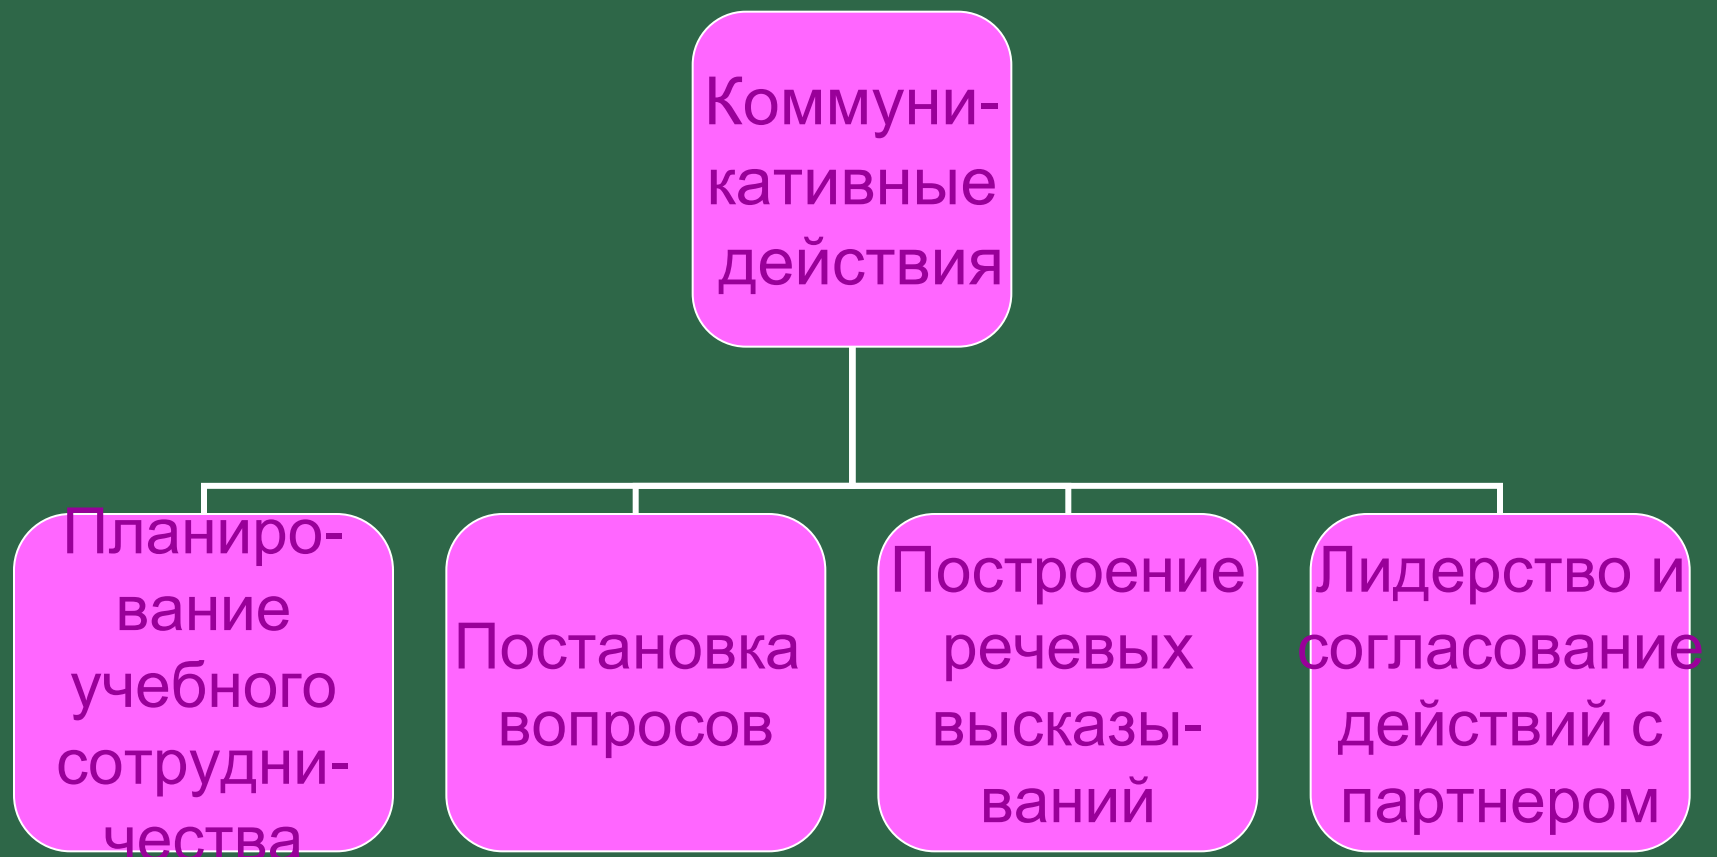 Коммуни-
кативные
действия
Планиро-
вание
учебного
сотрудни-
чества
Постановка
вопросов
Построение
речевых
высказы-
ваний
Лидерство и
согласование
действий с
партнером